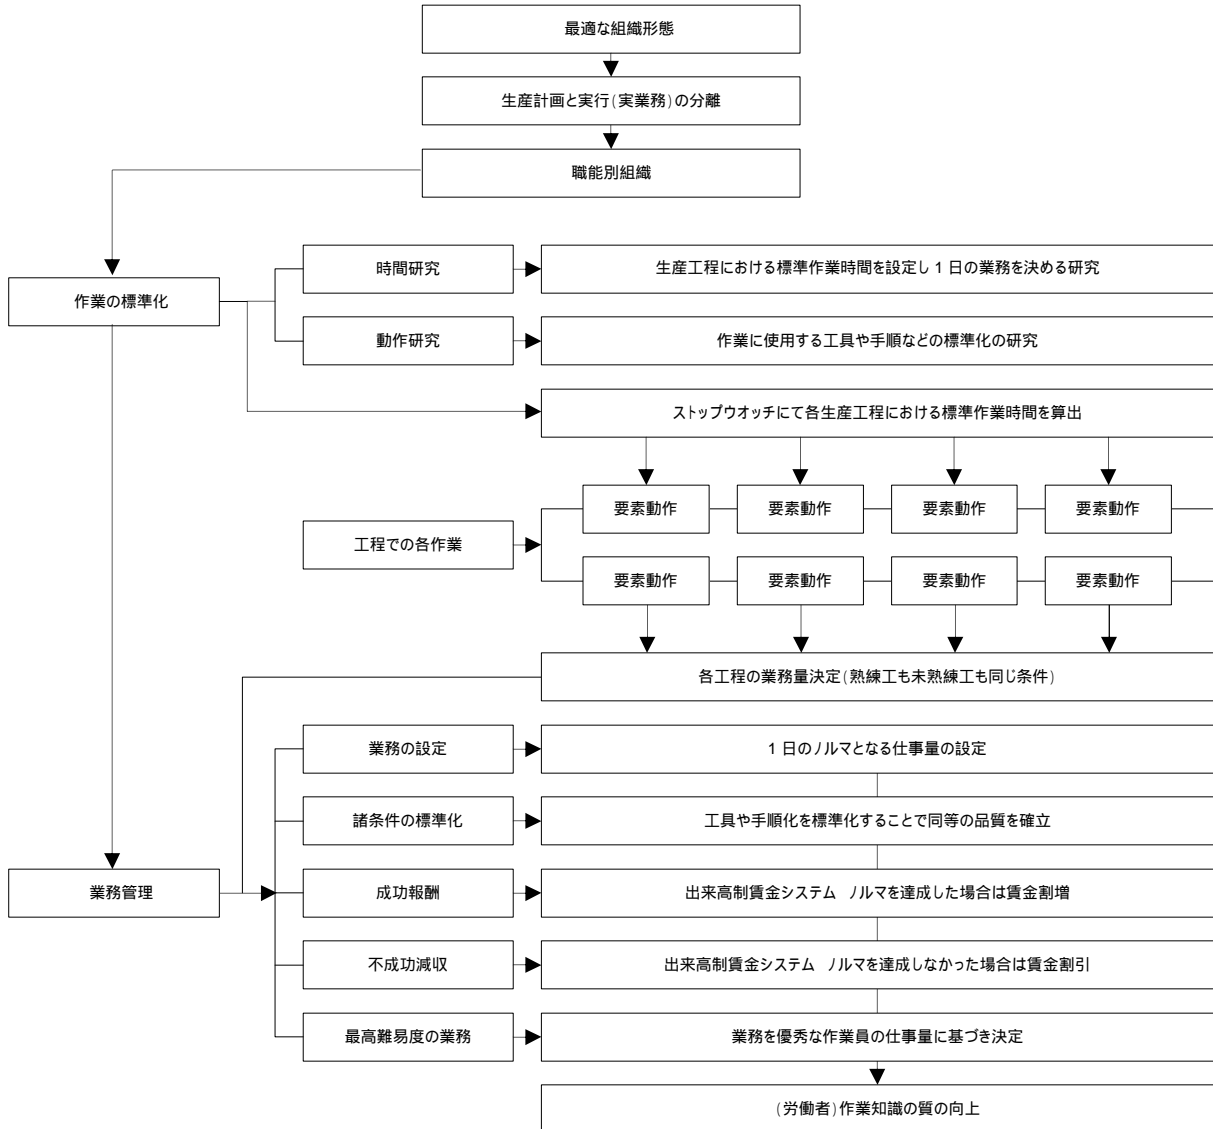 最適な組織形態
生産計画と実行(実業務)の分離
職能別組織
時間研究
生産工程における標準作業時間を設定し1日の業務を決める研究
作業の標準化
動作研究
作業に使用する工具や手順などの標準化の研究
ストップウオッチにて各生産工程における標準作業時間を算出
要素動作
要素動作
要素動作
要素動作
工程での各作業
要素動作
要素動作
要素動作
要素動作
各工程の業務量決定(熟練工も未熟練工も同じ条件)
業務の設定
1日のノルマとなる仕事量の設定
諸条件の標準化
工具や手順化を標準化することで同等の品質を確立
業務管理
成功報酬
出来高制賃金システム ノルマを達成した場合は賃金割増
不成功減収
出来高制賃金システム ノルマを達成しなかった場合は賃金割引
最高難易度の業務
業務を優秀な作業員の仕事量に基づき決定
(労働者)作業知識の質の向上